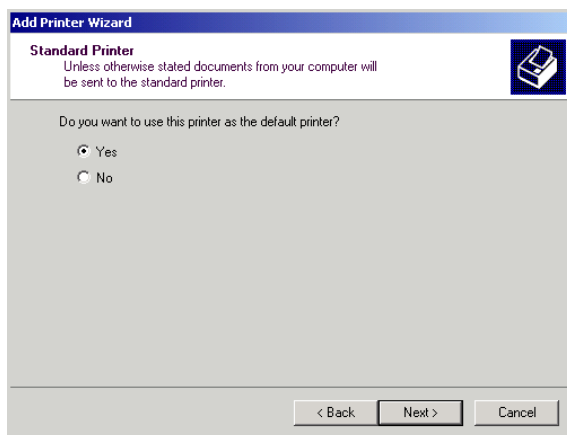 Add Printer Wizard
Standard Printer
Unless otherwise stated documents from your computer will
be sent to the standard printer.
Do you want to use this printer as the default printer?
Yes
No
< Back
Next >
Cancel